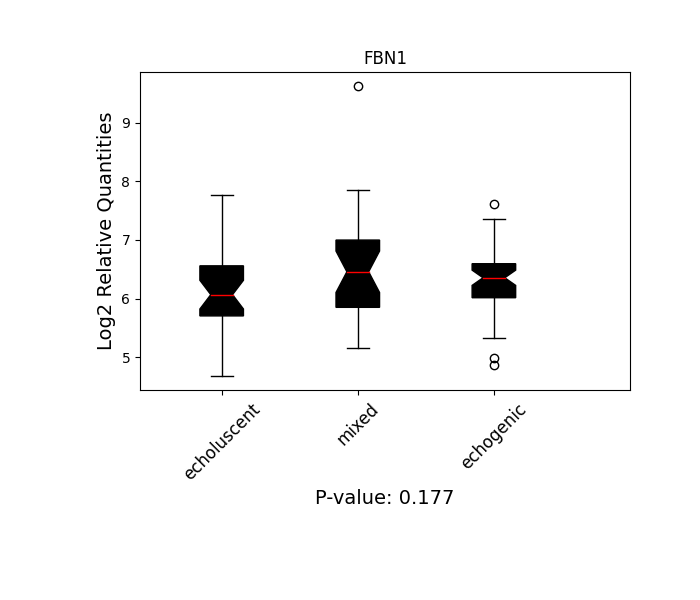 FBN1
Log2 Relative Quantities
9
8
7
6
5
echoluscent
mixed
echogenic
P-value: 0.177